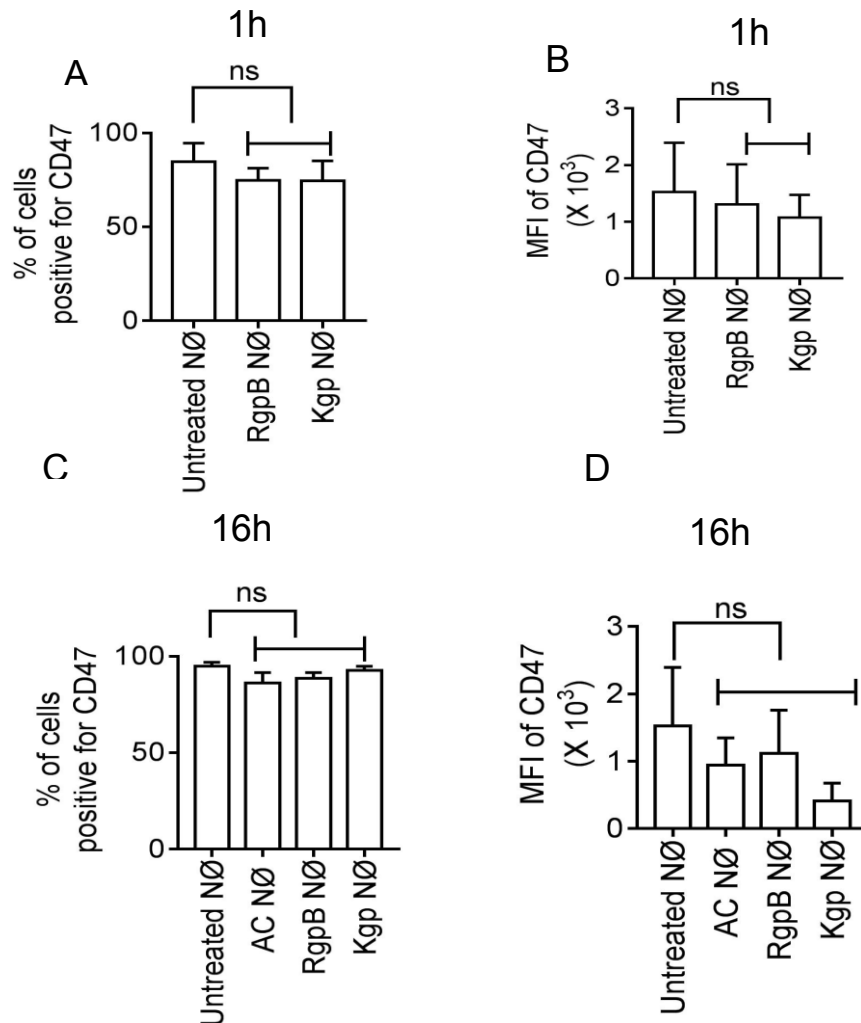 A
1h
ns
% of cells
positive for CD47
100
50
0
Untreated NØ
RgpB NØ
Kgp NØ
B
1h
ns
MFI of CD47
(X 10³)
3
2
1
0
Untreated NØ
RgpB NØ
Kgp NØ
C
16h
ns
% of cells
positive for CD47
100
50
0
Untreated NØ
AC NØ
RgpB NØ
Kgp NØ
D
16h
ns
MFI of CD47
(X 10³)
3
2
1
0
Untreated NØ
AC NØ
RgpB NØ
Kgp NØ